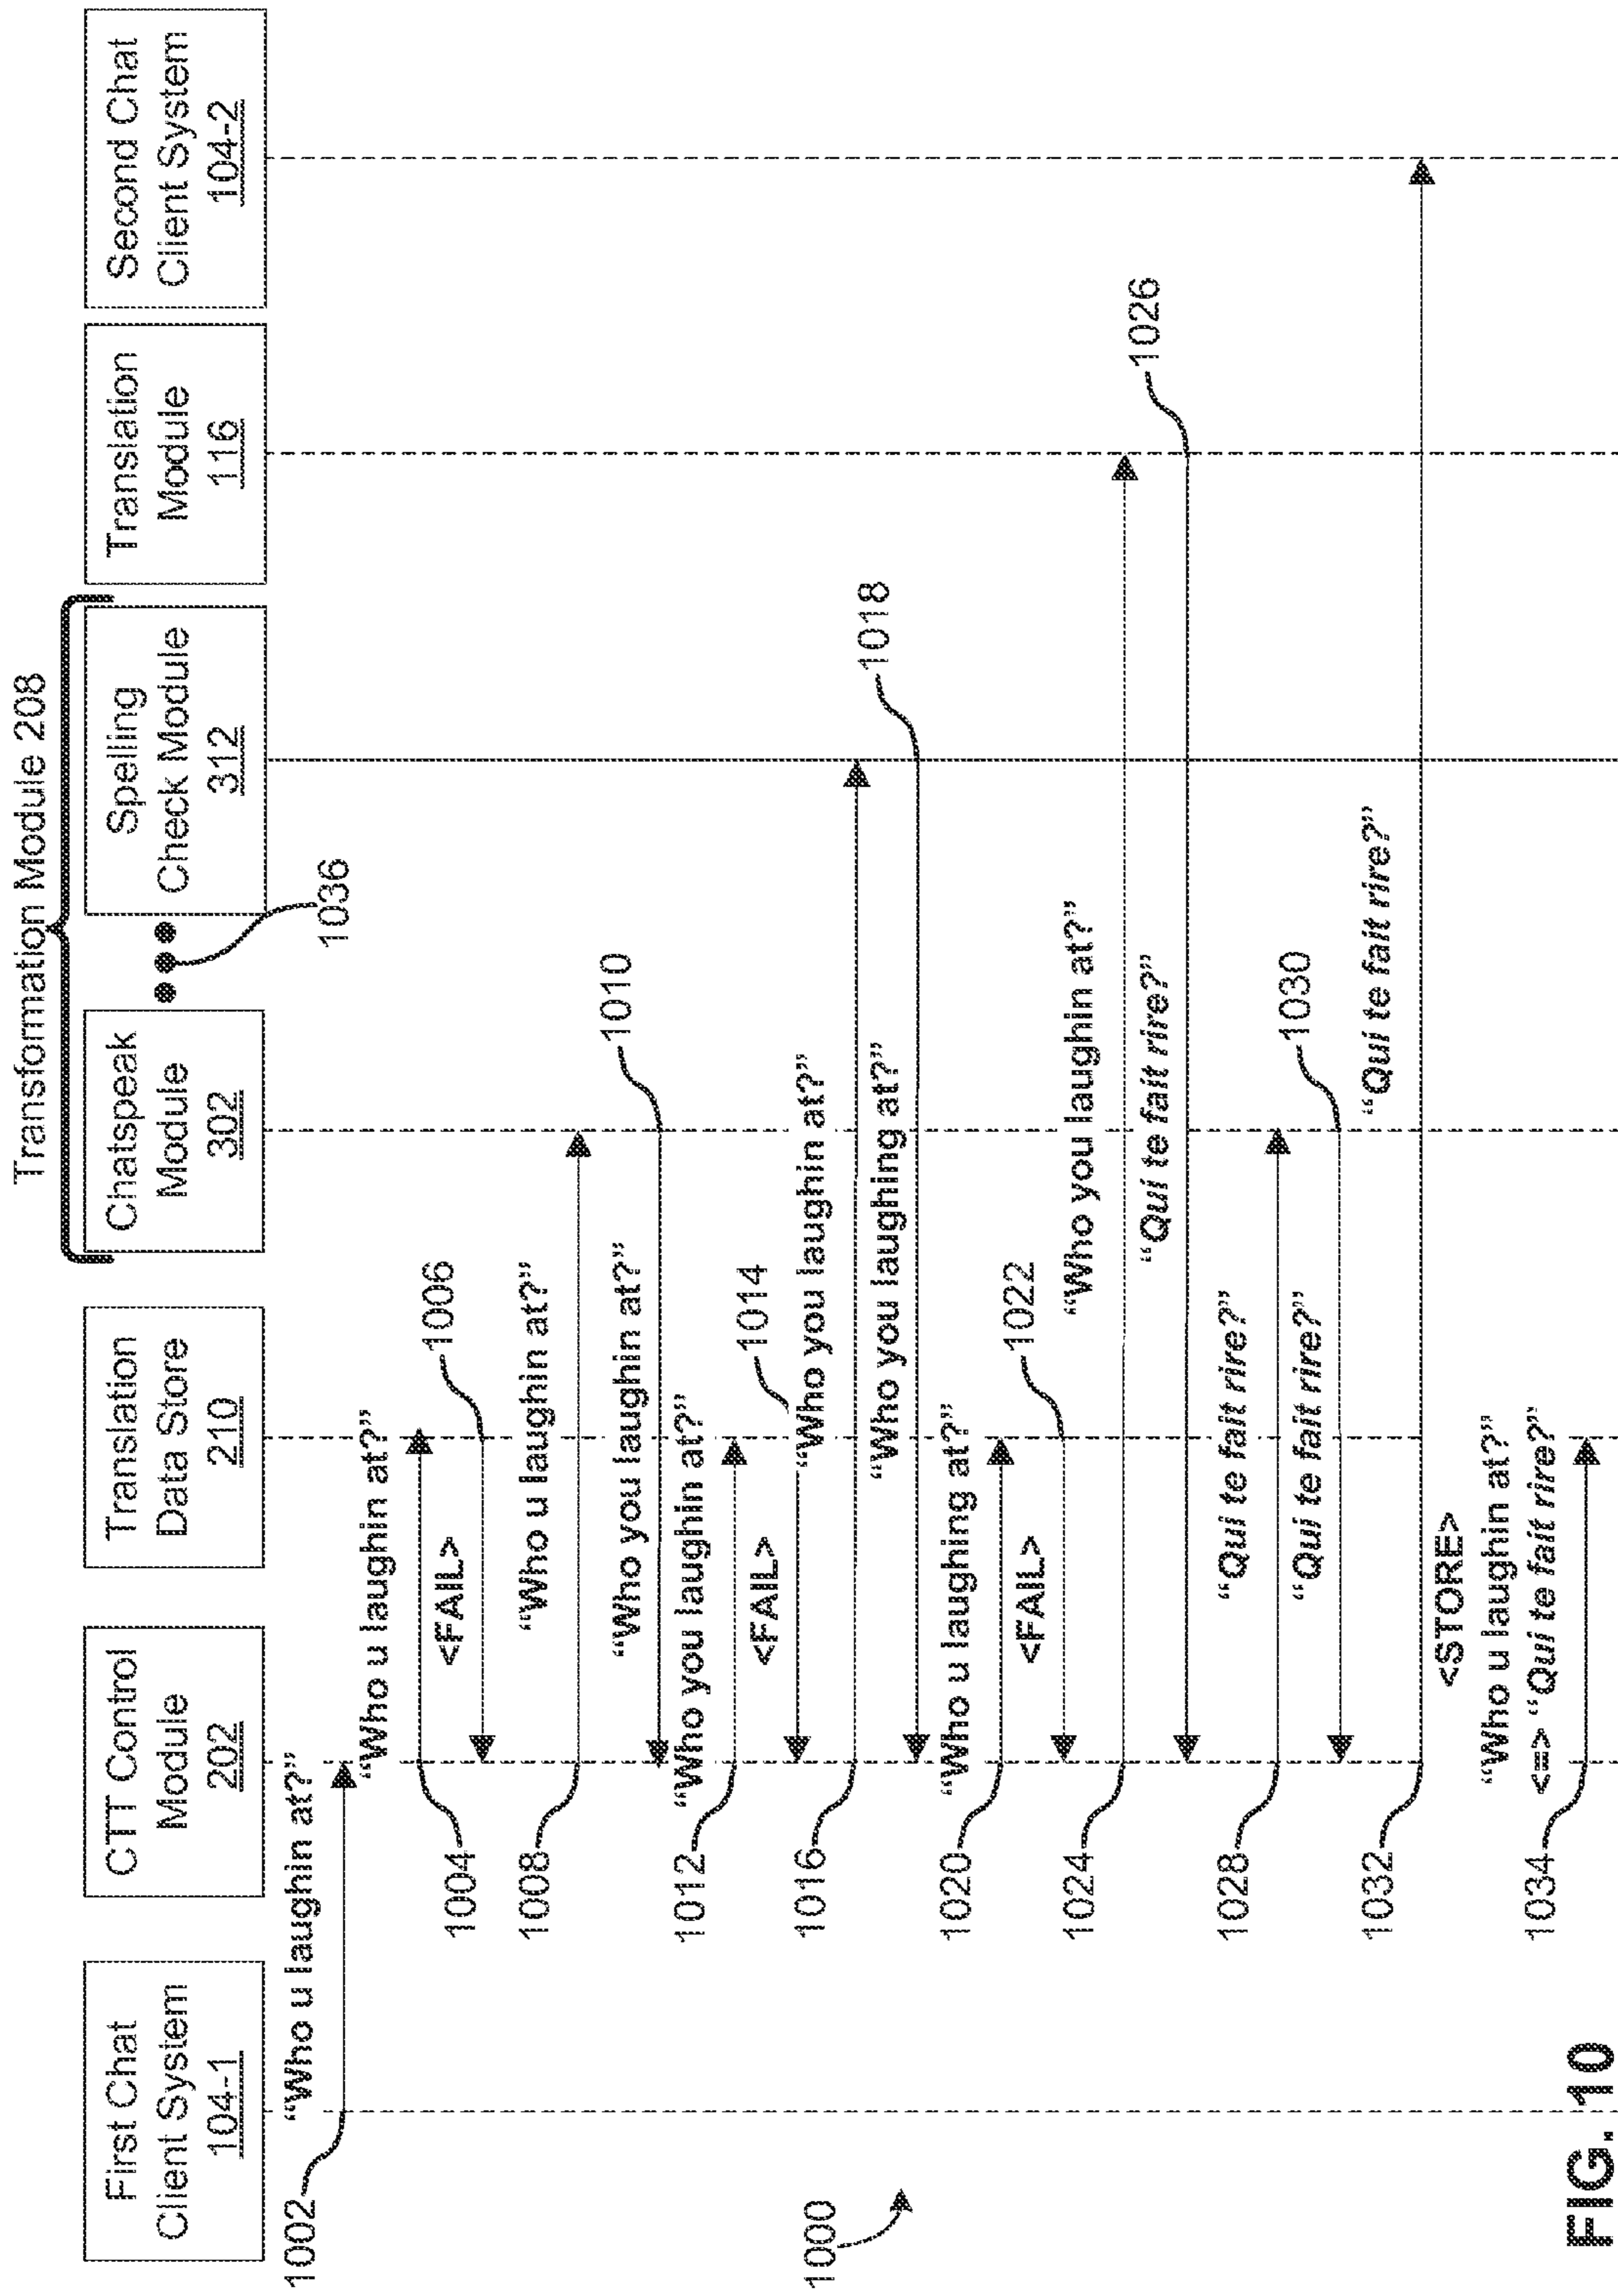 Transformation Module 208
First Chat
Client System
104-1
CTT Control
Module
202
Translation
Data Store
210
Chatspeak
Module
302
Spelling
Check Module
312
Translation
Module
116
Second Chat
Client System
104-2
1036
1002
“Who u laughin at?”
“Who u laughin at?”
1004
<FAIL>
1006
“Who u laughin at?”
1008
“Who you laughin at?”
1010
“Who you laughin at?”
1012
<FAIL>
1014
“Who you laughin at?”
1016
“Who you laughing at?”
1018
“Who u laughing at?”
1020
<FAIL>
1022
“Who you laughin at?”
1024
“Qui te fait rire?”
1026
“Qui te fait rire?”
1028
“Qui te fait rire?”
1030
“Qui te fait rire?”
1032
<STORE>
“Who u laughin at?”
<=> “Qui te fait rire?”
1034
1000
FIG. 10